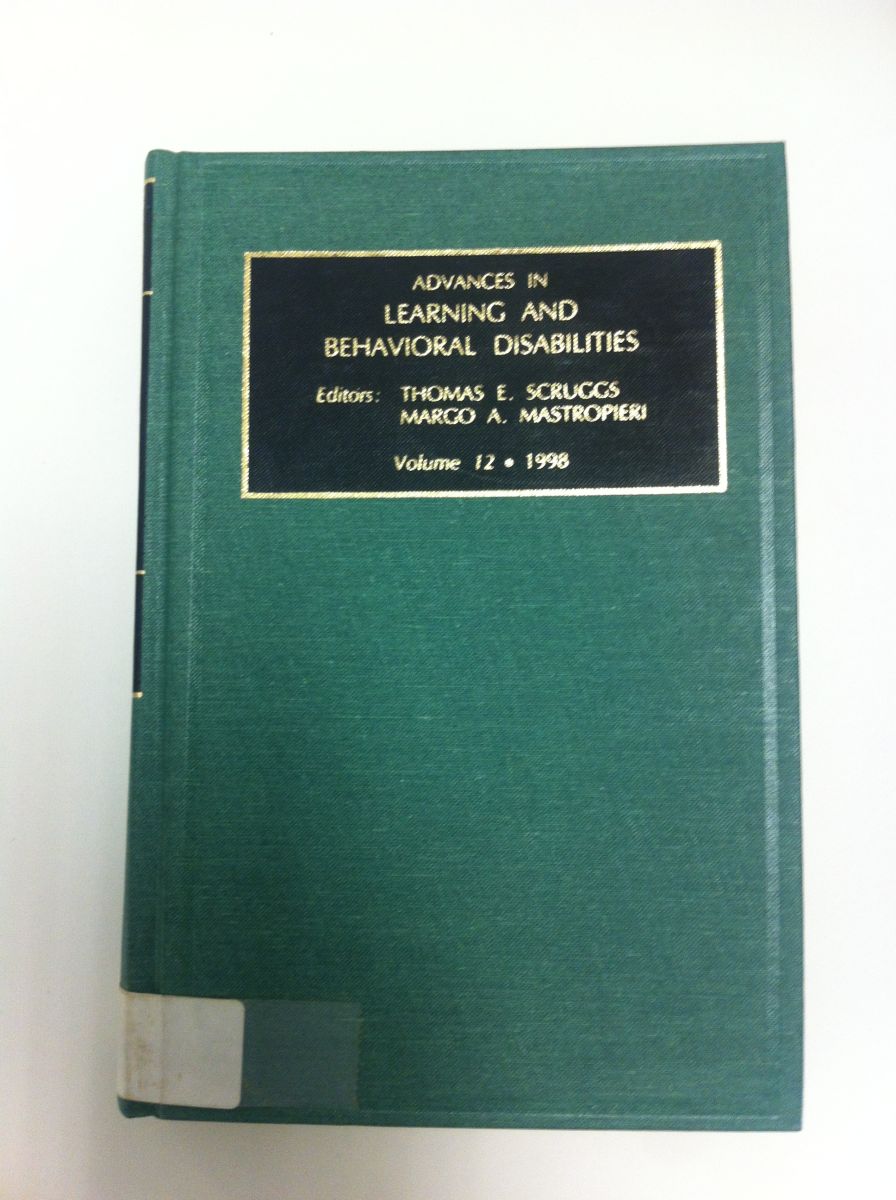 ADVANCES IN
LEARNING AND
BEHAVIORAL DISABILITIES
Editors: THOMAS E. SCRUGGS
MARGO A. MASTROPIERI
Volume 12 • 1998